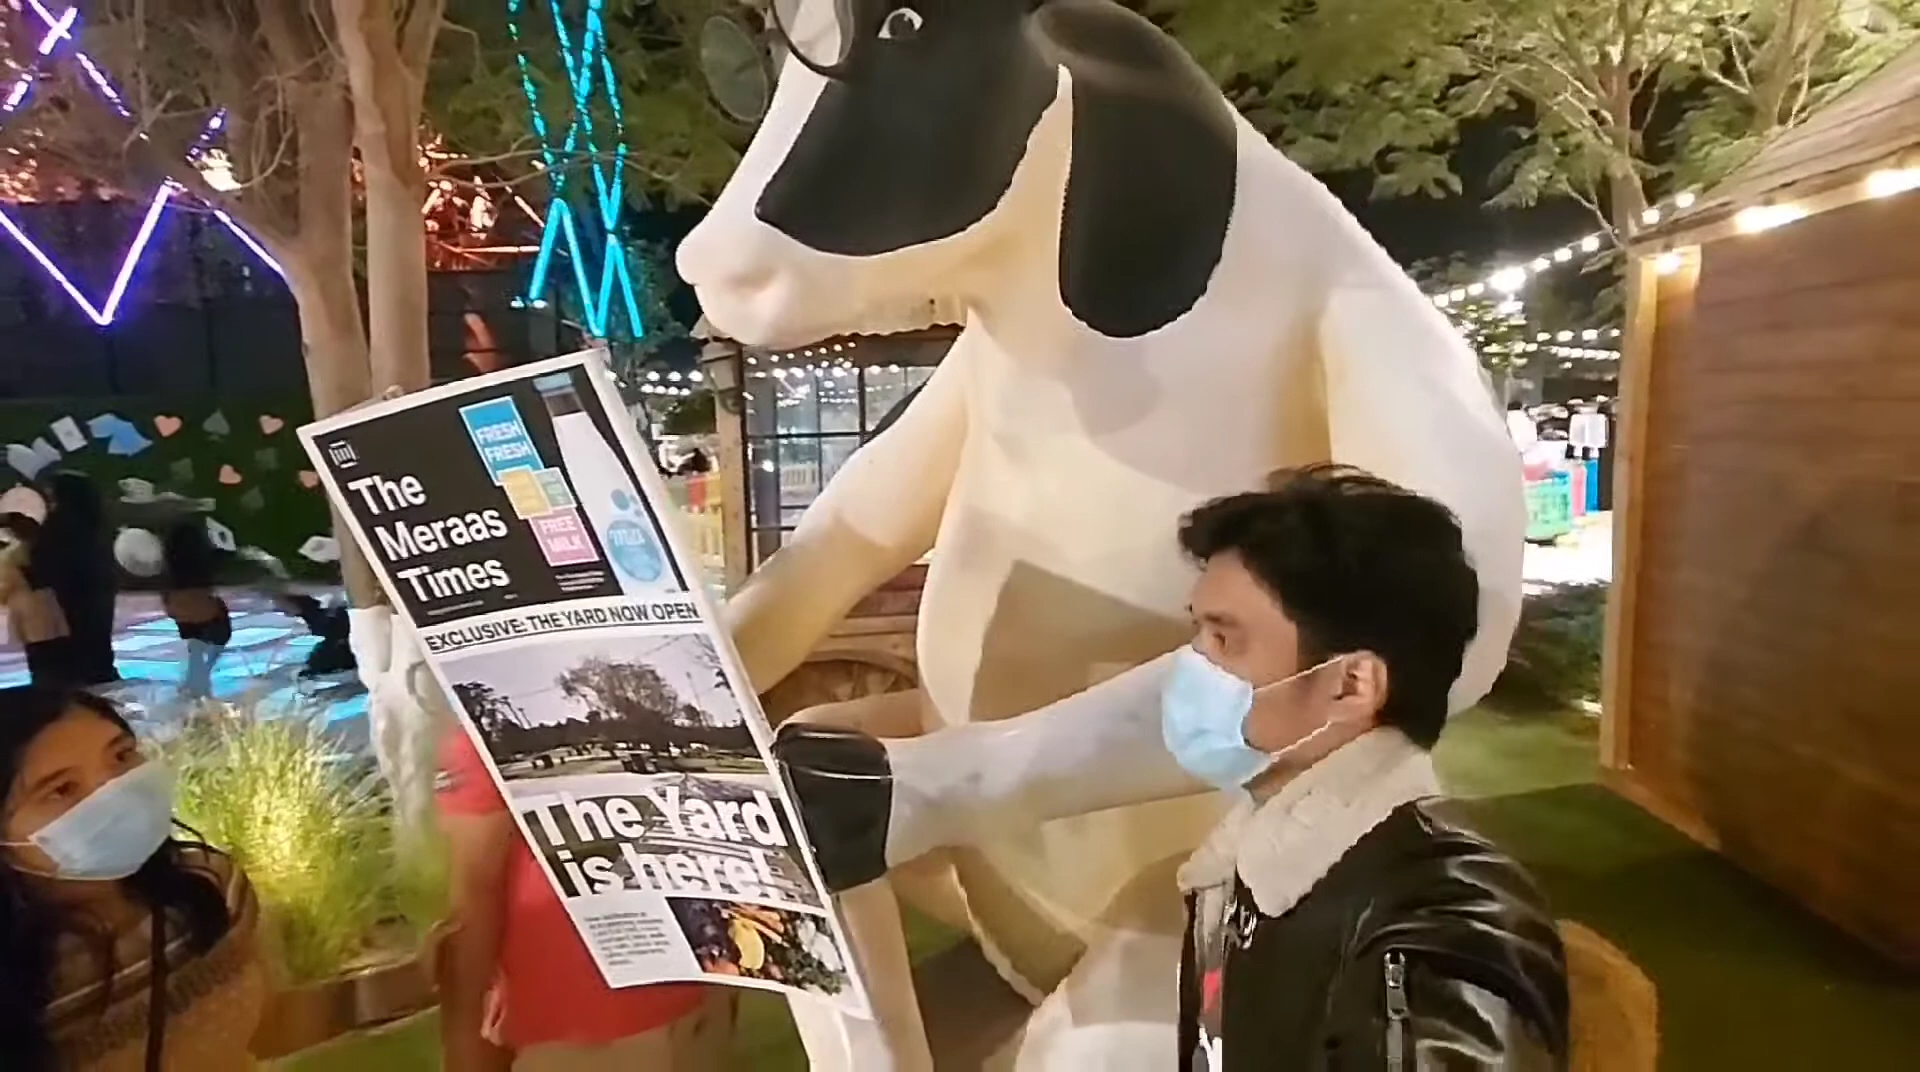 The
Meraas
Times
FRESH
FRESH
FREE
MILK
EXCLUSIVE: THE YARD NOW OPEN
The Yard
is here!